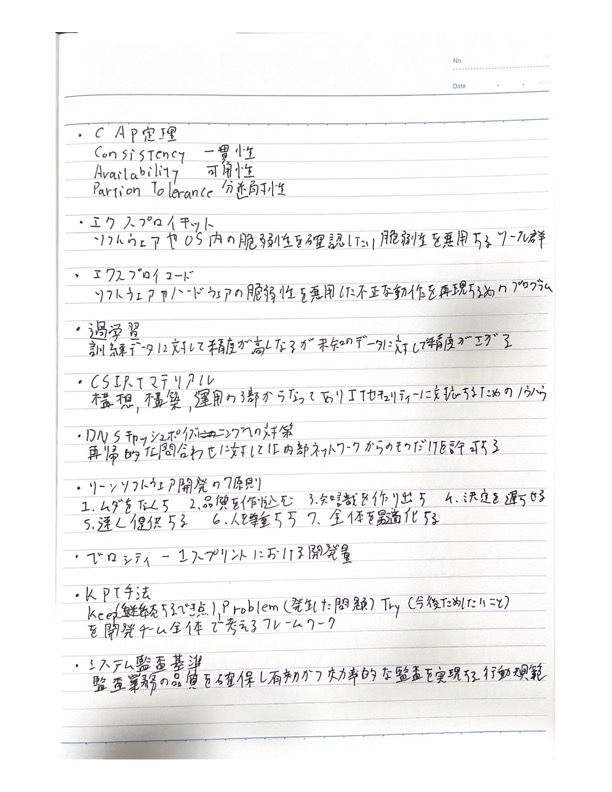 No.
Date
・CAP定理
Consistency 一貫性
Availability 可用性
Partion Tolerance 分断耐性
・エクスプロイキット
ソフトウェアやOS内の脆弱性を確認したり脆弱性を悪用するツール群
・エクスプロイコード
ソフトウェアやハードウェアの脆弱性を悪用した不正な動作を再現するためのプログラム
・過学習
訓練データに対して精度が高くなるが未知のデータに対して精度が下がる
・CSIRTマテリアル
構想,構築,運用の3部からなっておりITセキュリティーに対応するためのノウハウ
・DNSキャッシュポイズニングへの対策
再帰的な問合わせに対しては内部ネットワークからのものだけを許可する
・リーンソフトウェア開発の7原則
1.ムダをなくす 2.品質を作り込む 3.知識を作り出す 4.決定を遅らせる
5.速く提供する 6.人を尊重する 7.全体を最適化する
・ベロシティー 1スプリントにおける開発量
・KPT手法
Keep(継続するべき点),Problem(発生した問題) Try(今後ためしたいこと)
を開発チーム全体で考えるフレームワーク
・システム監査基準
監査業務の品質を確保し有効かつ効率的な監査を実現する行動規範